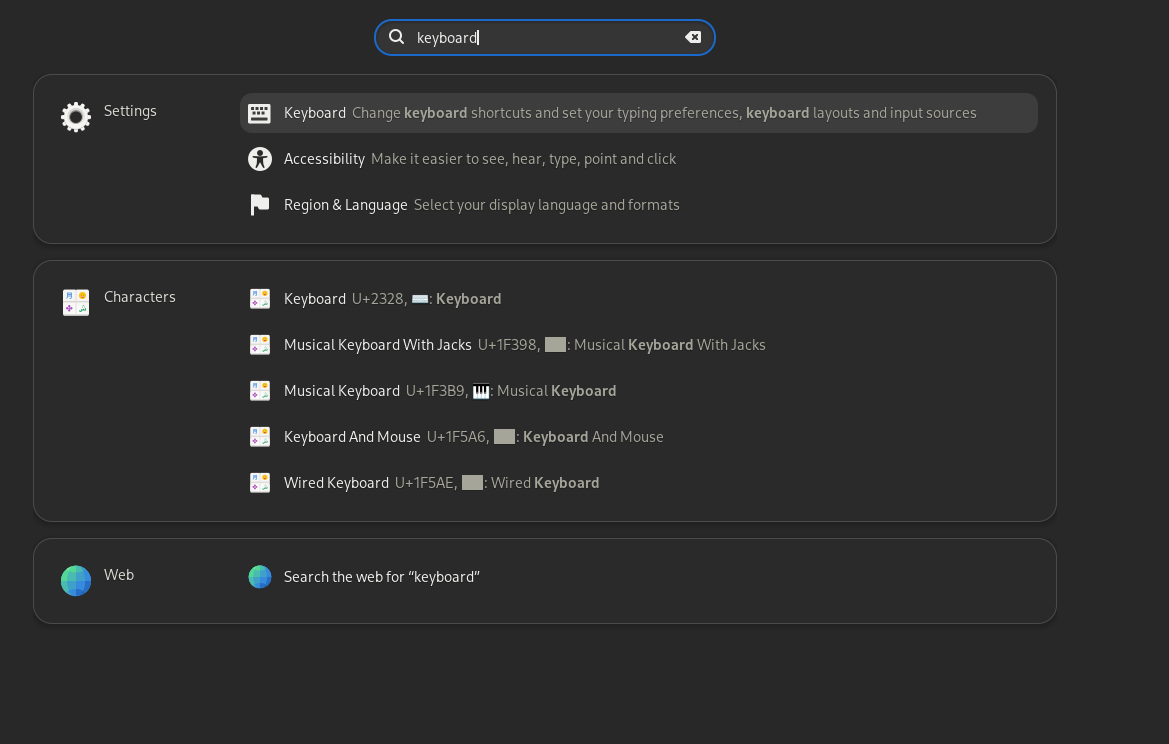 keyboard
Settings
Keyboard Change keyboard shortcuts and set your typing preferences, keyboard layouts and input sources
Accessibility Make it easier to see, hear, type, point and click
Region & Language Select your display language and formats
Characters
Keyboard U+2328, ⌨️: Keyboard
Musical Keyboard With Jacks U+1F398, : Musical Keyboard With Jacks
Musical Keyboard U+1F3B9, 🎹: Musical Keyboard
Keyboard And Mouse U+1F5A6, : Keyboard And Mouse
Wired Keyboard U+1F5AE, : Wired Keyboard
Web
Search the web for “keyboard”